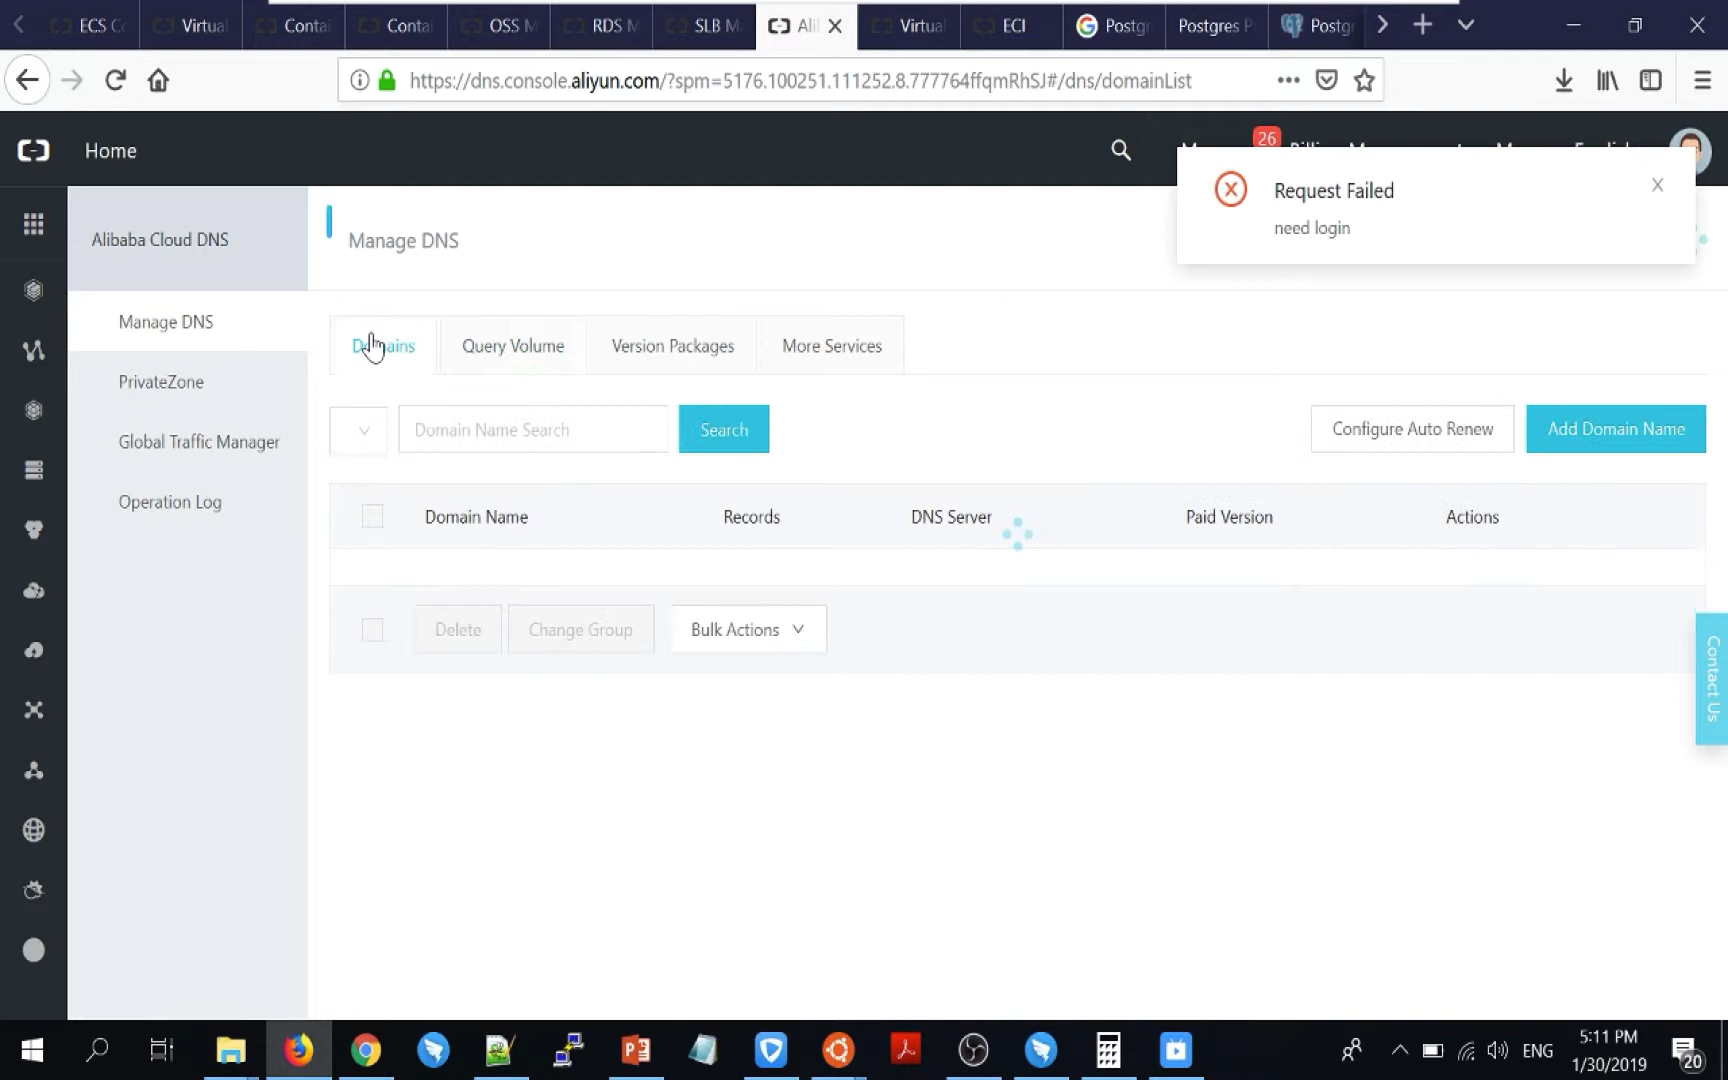 ECS C
Virtual
Contai
Contai
OSS M
RDS M
SLB M
Ali
Virtual
ECI
Postgr
Postgres P
Postgr
https://dns.console.aliyun.com/?spm=5176.100251.111252.8.777764ffqmRhSJ#/dns/domainList
Home
26
Request Failed
need login
Alibaba Cloud DNS
Manage DNS
Manage DNS
PrivateZone
Global Traffic Manager
Operation Log
Domains
Query Volume
Version Packages
More Services
Domain Name Search
Search
Configure Auto Renew
Add Domain Name
Domain Name
Records
DNS Server
Paid Version
Actions
Delete
Change Group
Bulk Actions
Contact Us
ENG
5:11 PM
1/30/2019
20